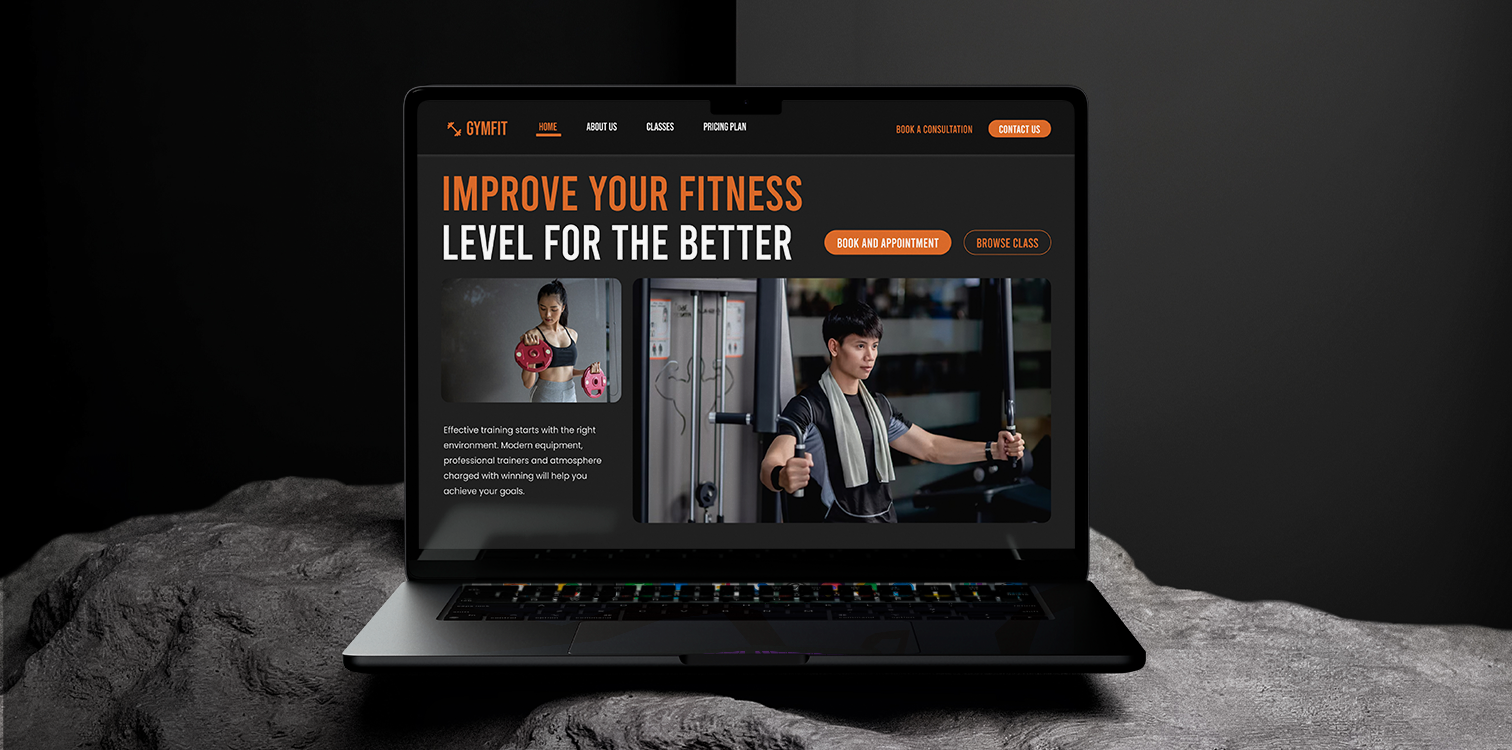 GYMFIT
HOME
ABOUT US
CLASSES
PRICING PLAN
BOOK A CONSULTATION
CONTACT US
IMPROVE YOUR FITNESS
LEVEL FOR THE BETTER
BOOK AND APPOINTMENT
BROWSE CLASS
Effective training starts with the right
environment. Modern equipment,
professional trainers and atmosphere
charged with winning will help you
achieve your goals.